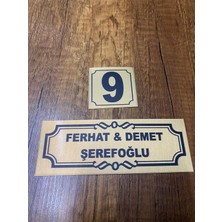 9
FERHAT & DEMET
ŞEREFOĞLU